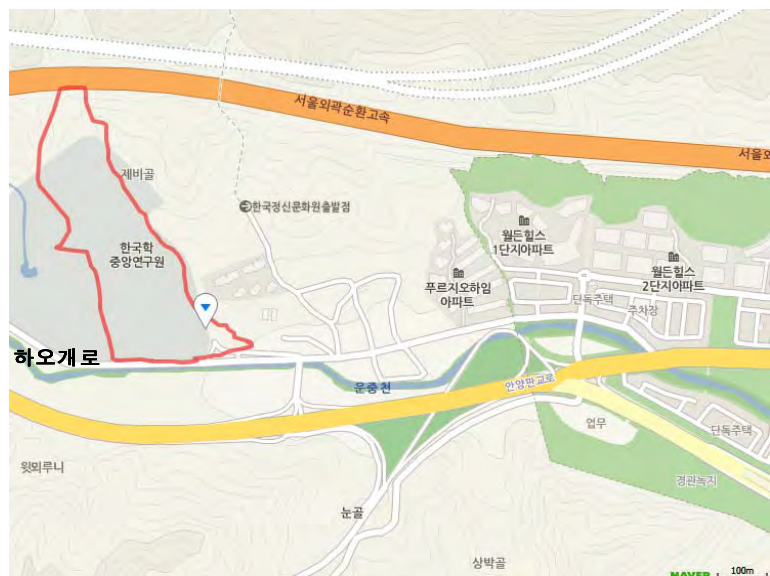 서울외곽순환고속
서울외
제비골
한국정신문화원출발점
월든힐스
1단지아파트
한국학
중앙연구원
월든힐스
2단지아파트
푸르지오하임
아파트
단독주택
주차장
하오개로
운중천
안양판교로
업무
단독주택
윗뫼루니
경관녹지
눈골
상박골
NAVER
100m